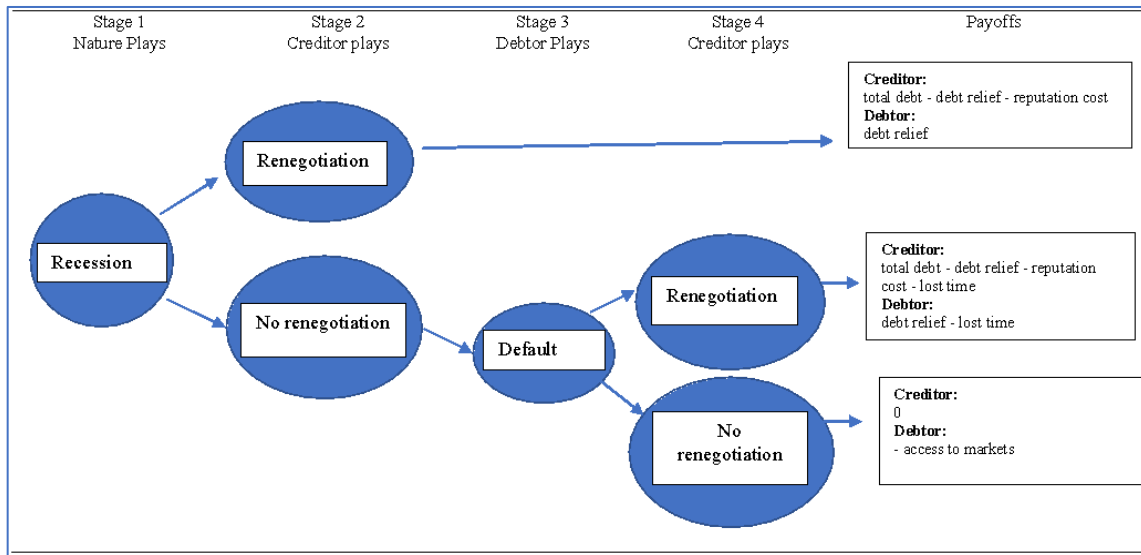 Stage 1
Nature Plays
Stage 2
Creditor plays
Stage 3
Debtor Plays
Stage 4
Creditor plays
Payoffs
Creditor:
total debt - debt relief - reputation cost
Debtor:
debt relief
Renegotiation
Recession
No renegotiation
Default
Renegotiation
Creditor:
total debt - debt relief - reputation
cost - lost time
Debtor:
debt relief - lost time
No
renegotiation
Creditor:
0
Debtor:
- access to markets